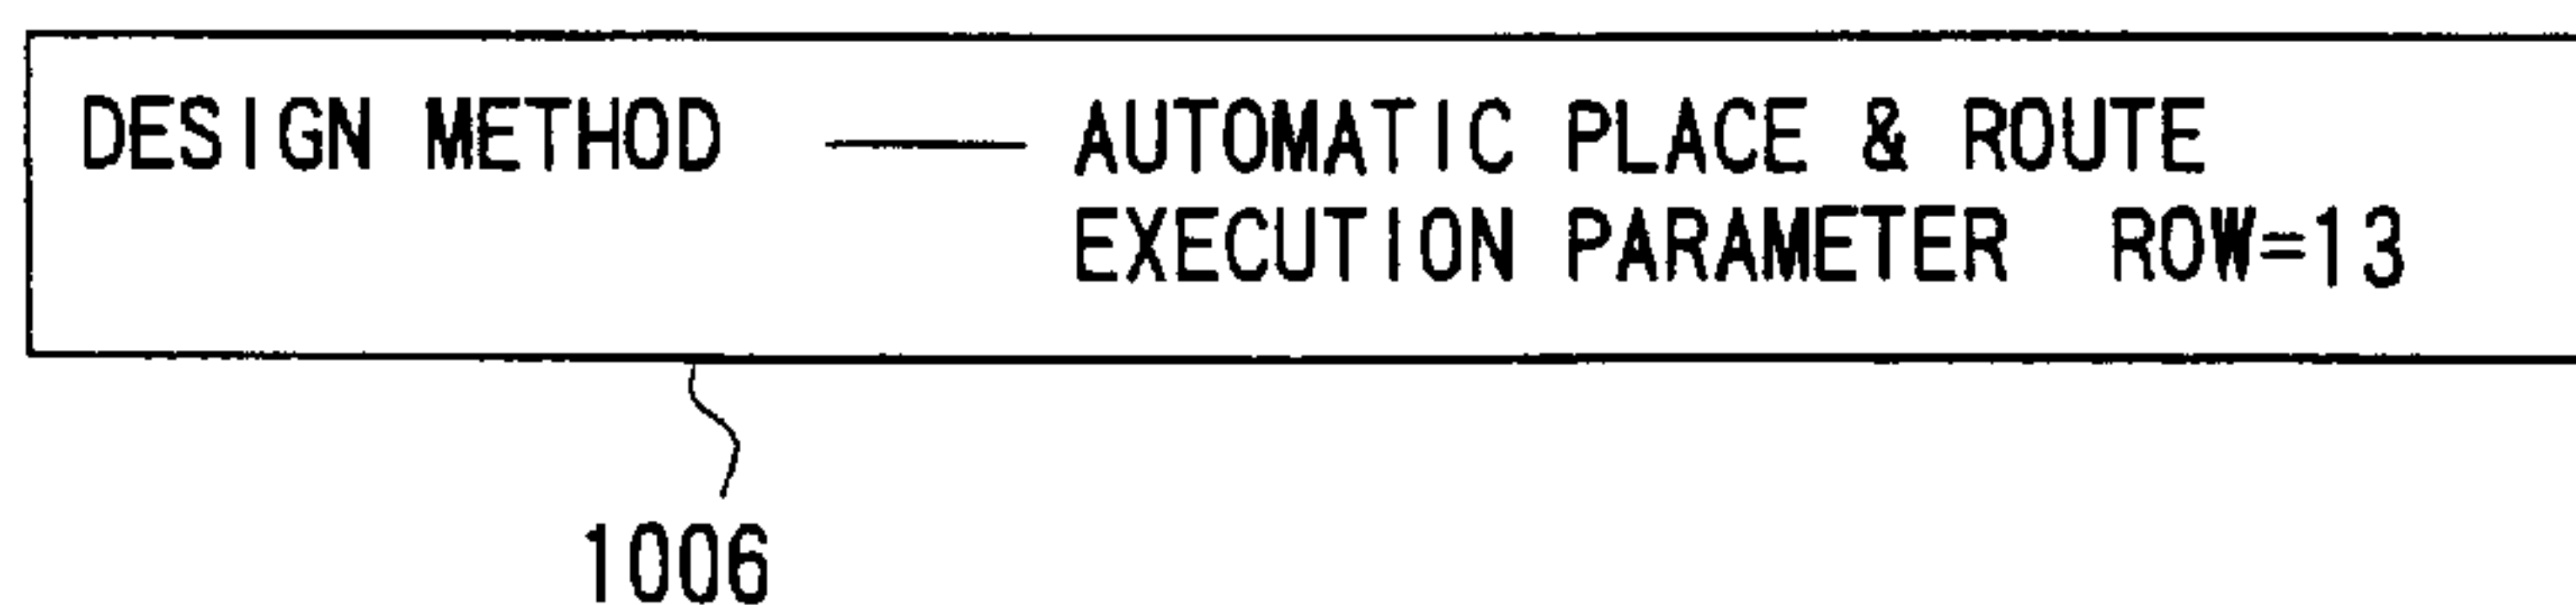 DESIGN METHOD —— AUTOMATIC PLACE & ROUTE
EXECUTION PARAMETER ROW=13
1006